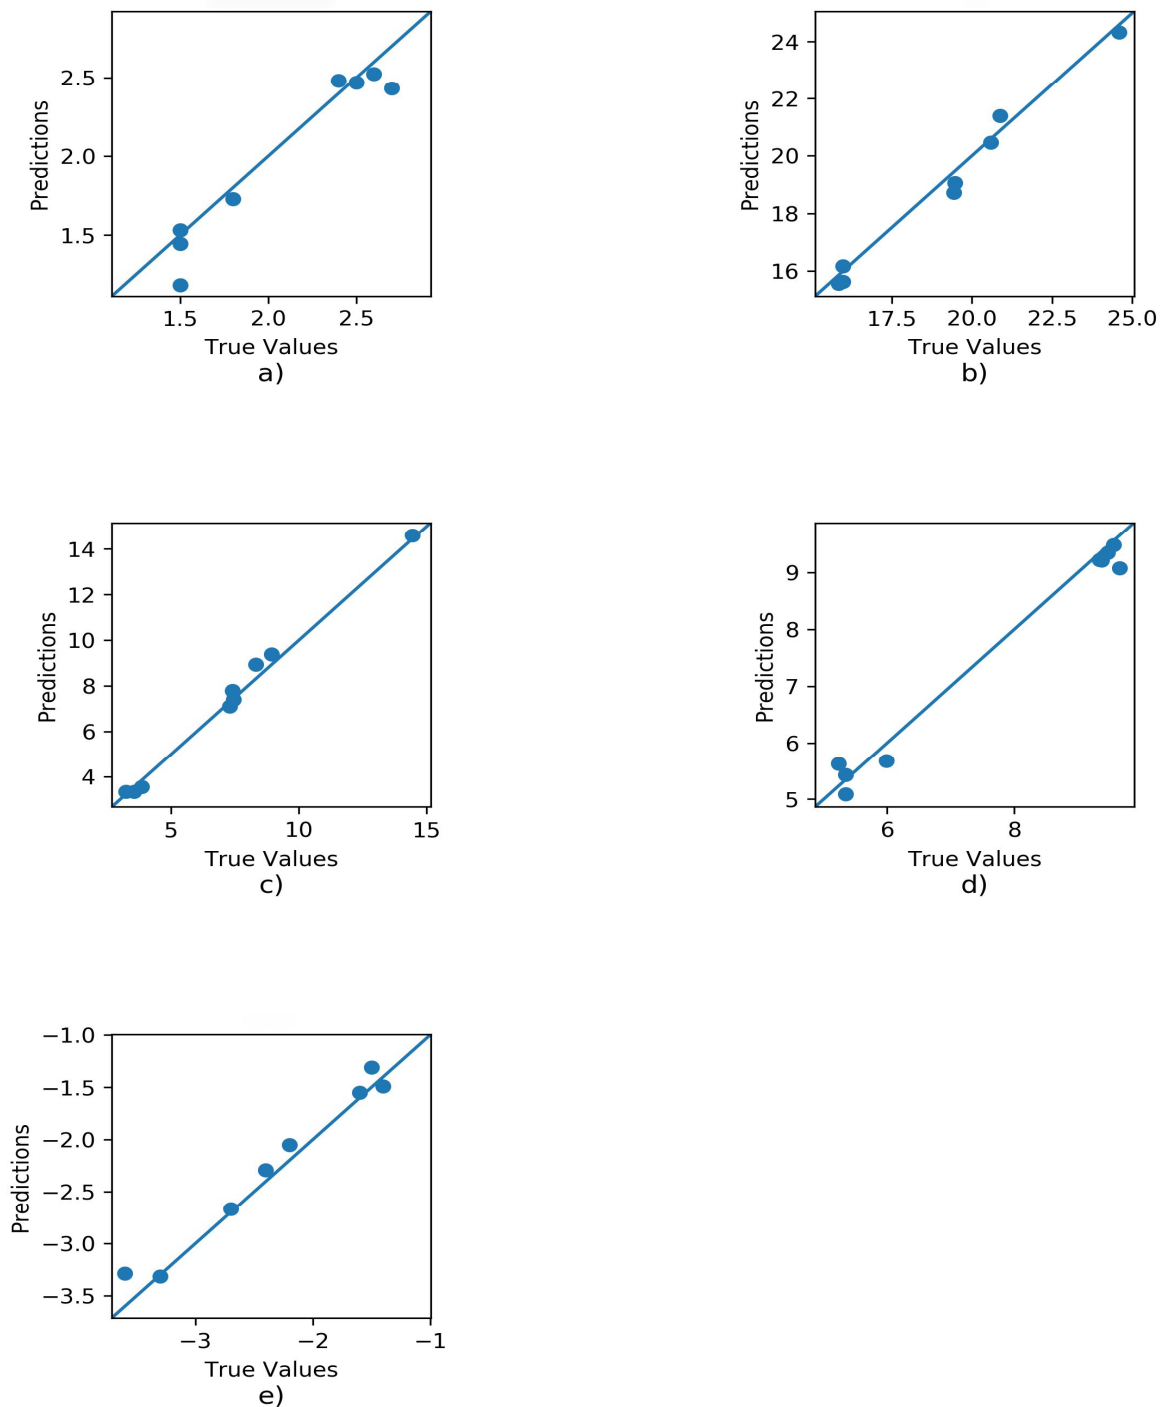 Predictions
2.5
2.0
1.5
1.5 2.0 2.5
True Values
a)
Predictions
24
22
20
18
16
17.5 20.0 22.5 25.0
True Values
b)
Predictions
14
12
10
8
6
4
5 10 15
True Values
c)
Predictions
9
8
7
6
5
6 8
True Values
d)
Predictions
−1.0
−1.5
−2.0
−2.5
−3.0
−3.5
−3 −2 −1
True Values
e)